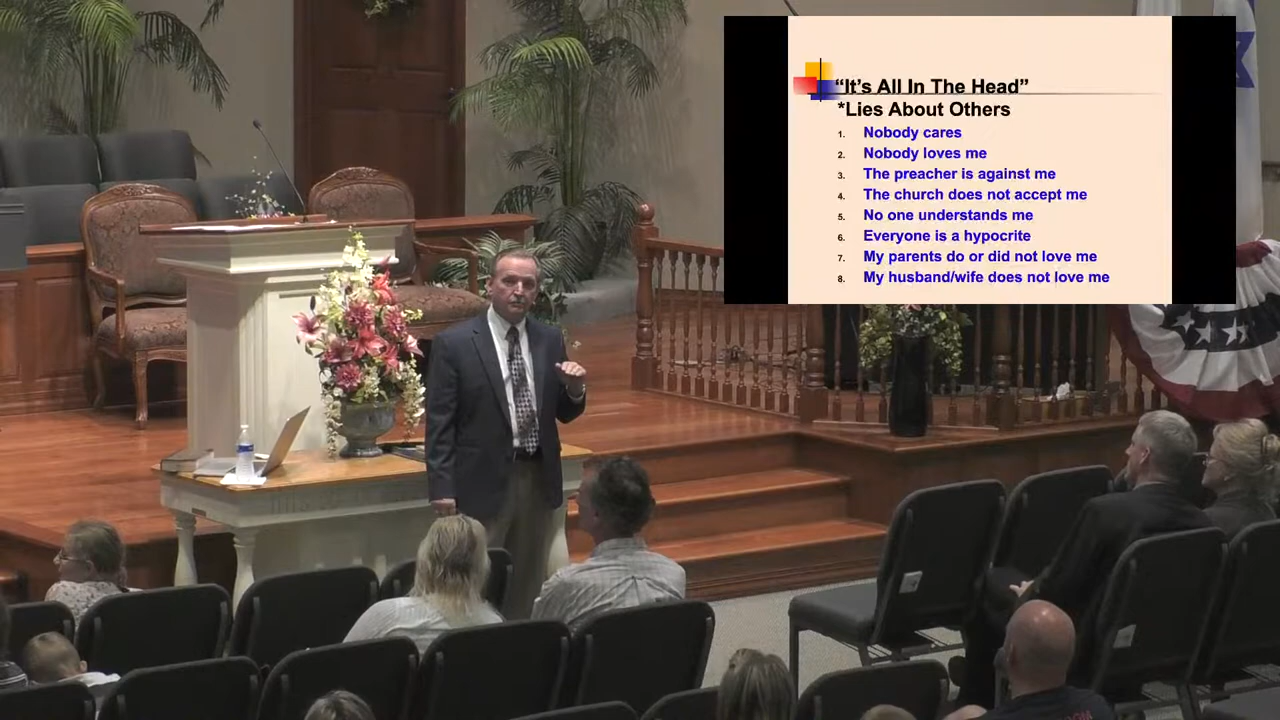 “It’s All In The Head”
*Lies About Others
1. Nobody cares
2. Nobody loves me
3. The preacher is against me
4. The church does not accept me
5. No one understands me
6. Everyone is a hypocrite
7. My parents do or did not love me
8. My husband/wife does not love me